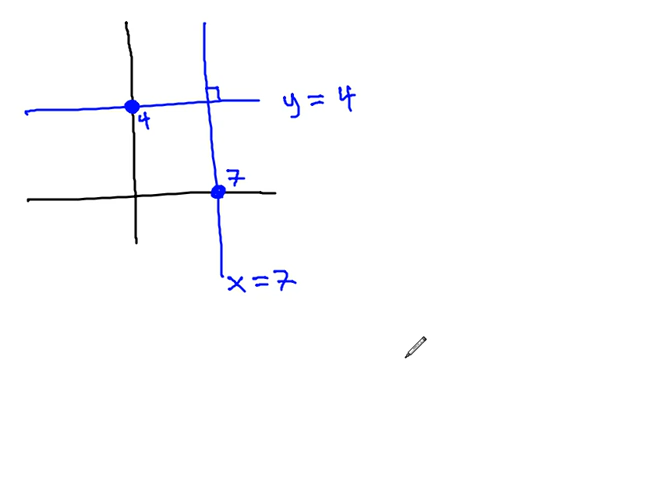 y = 4
4
7
x = 7